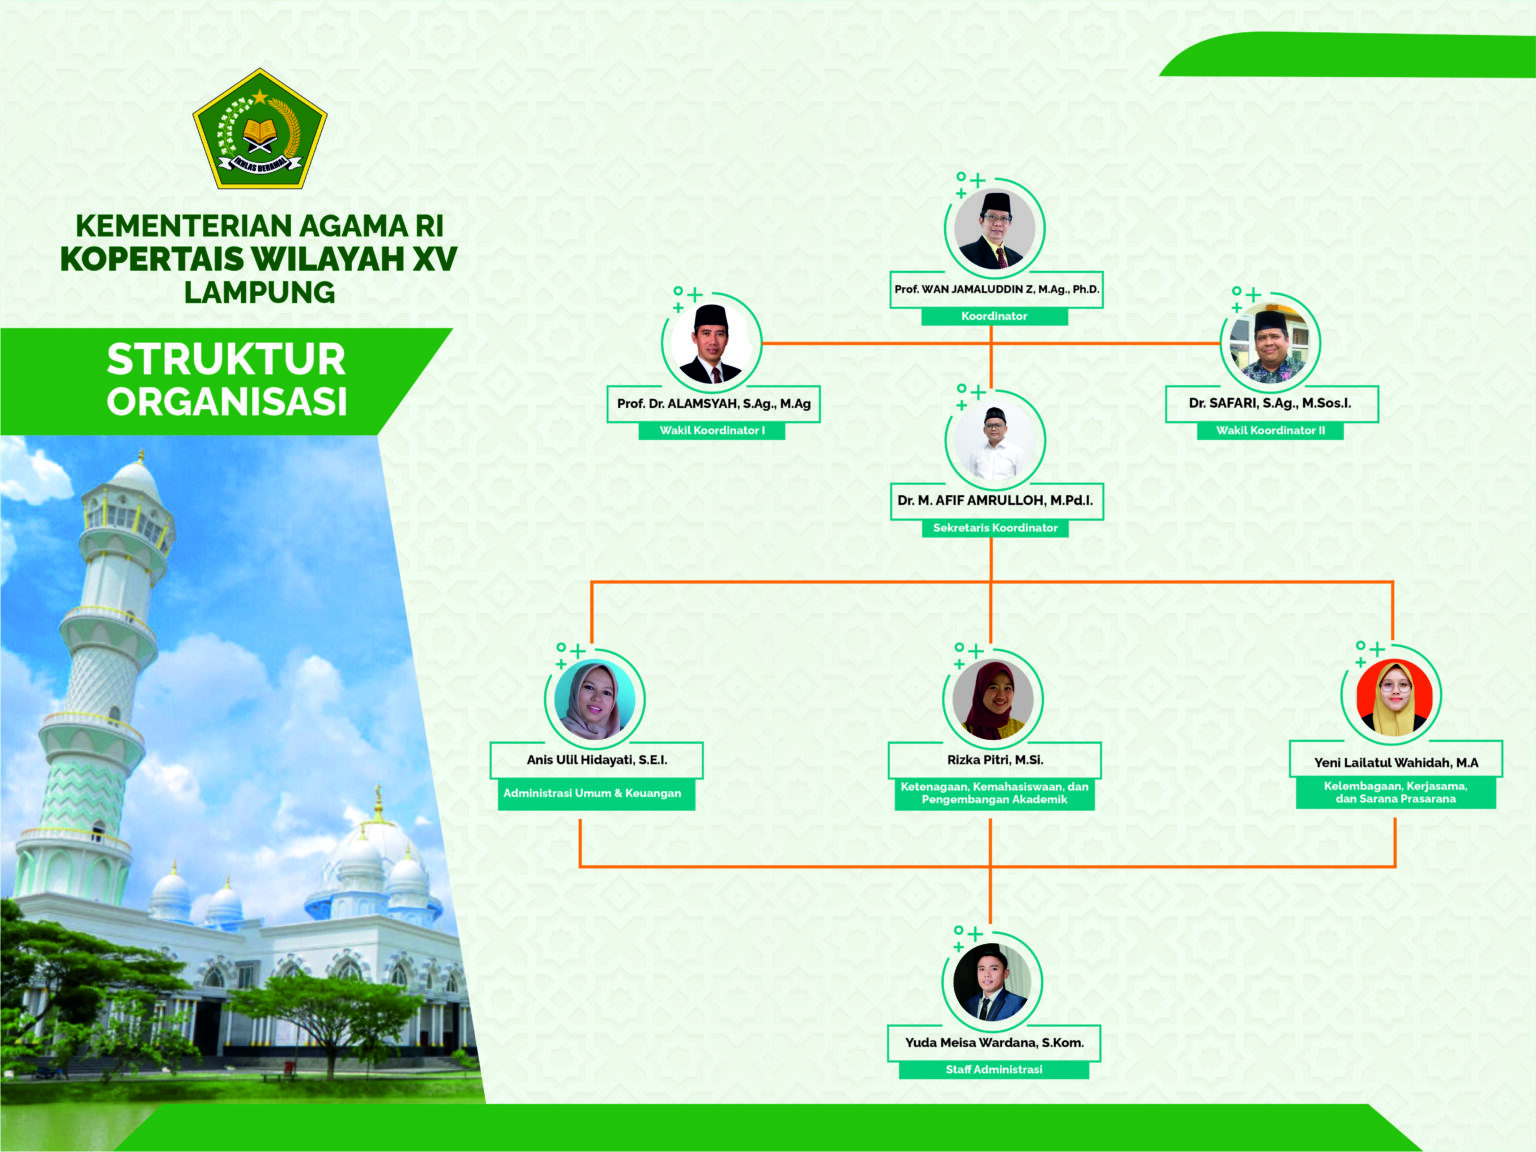 IKHLAS BERAMAL
KEMENTERIAN AGAMA RI
KOPERTAIS WILAYAH XV
LAMPUNG
STRUKTUR
ORGANISASI
Prof. WAN JAMALUDDIN Z, M.Ag., Ph.D.
Koordinator
Prof. Dr. ALAMSYAH, S.Ag., M.Ag
Wakil Koordinator I
Dr. SAFARI, S.Ag., M.Sos.I.
Wakil Koordinator II
Dr. M. AFIF AMRULLOH, M.Pd.I.
Sekretaris Koordinator
Anis Ulil Hidayati, S.E.I.
Administrasi Umum & Keuangan
Rizka Pitri, M.Si.
Ketenagaan, Kemahasiswaan, dan
Pengembangan Akademik
Yeni Lailatul Wahidah, M.A
Kelembagaan, Kerjasama,
dan Sarana Prasarana
Yuda Meisa Wardana, S.Kom.
Staff Administrasi